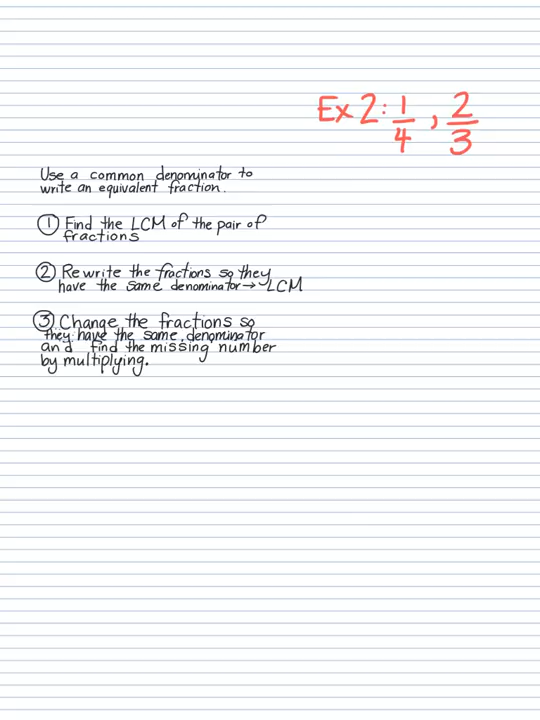 Ex 2: 1/4 , 2/3
Use a common denominator to
write an equivalent fraction.
① Find the LCM of the pair of
fractions
② Rewrite the fractions so they
have the same denominator → LCM
③ Change the fractions so
they have the same denominator
and find the missing number
by multiplying.